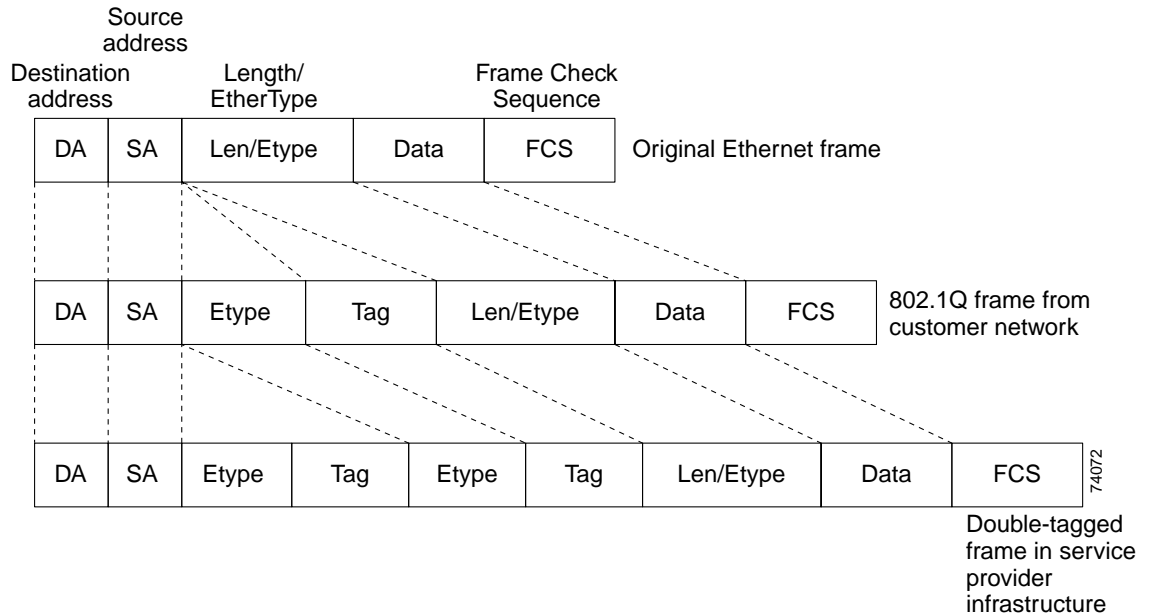 Source
address
Destination
address
Length/
EtherType
Frame Check
Sequence
DA SA Len/Etype Data FCS Original Ethernet frame
DA SA Etype Tag Len/Etype Data FCS 802.1Q frame from
customer network
DA SA Etype Tag Etype Tag Len/Etype Data FCS 74072
Double-tagged
frame in service
provider
infrastructure